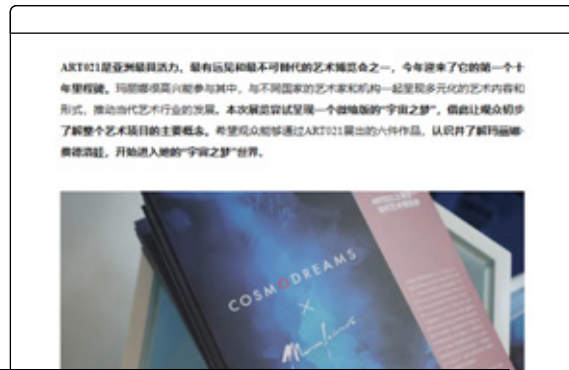 ART021是亚洲最具活力、最有远见和最不可替代的艺术博览会之一，今年迎来了它的第一个十
年里程碑。玛丽娜很高兴能参与其中，与不同国家的艺术家和机构一起呈现多元化的艺术内容和
形式，推动当代艺术行业的发展。本次展览尝试呈现一个微缩版的“宇宙之梦”，借此让观众初步
了解整个艺术项目的主要概念。希望观众能够通过ART021展出的六件作品，认识并了解玛丽娜·
费德洛娃，开始进入她的“宇宙之梦”世界。
COSMODREAMS
×